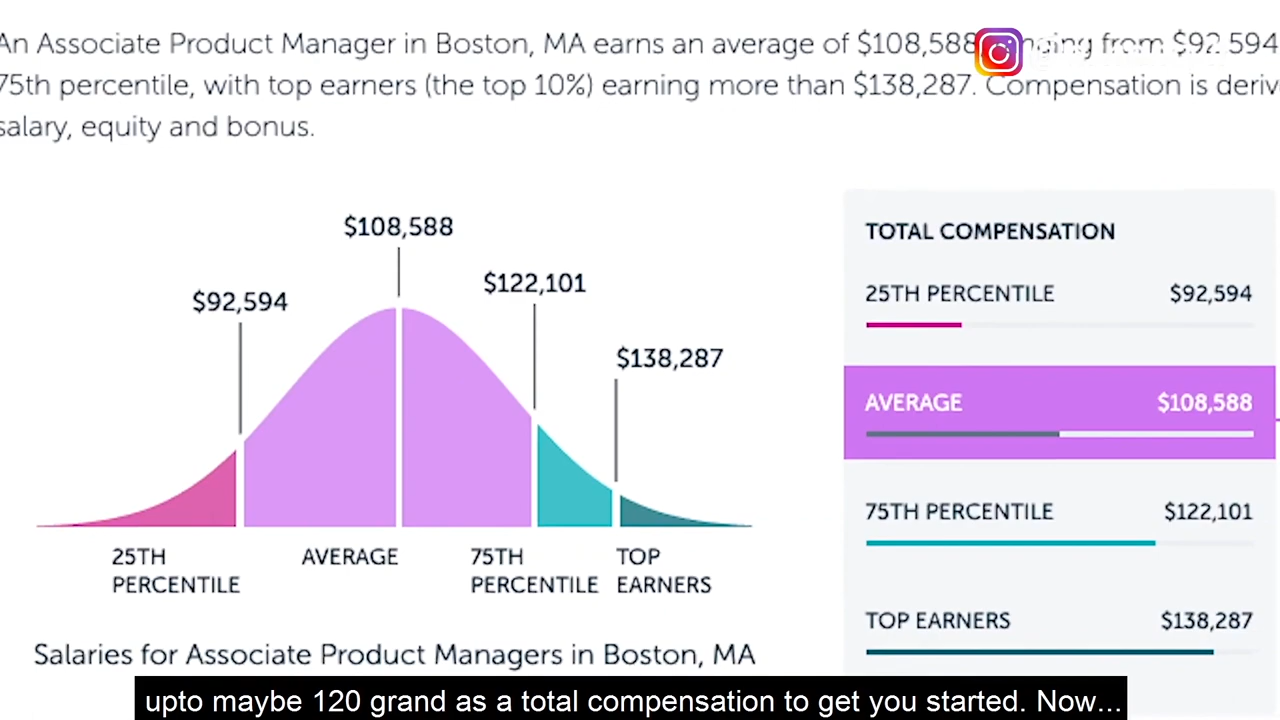 An Associate Product Manager in Boston, MA earns an average of $108,588 from $92,594
75th percentile, with top earners (the top 10%) earning more than $138,287. Compensation is
salary, equity and bonus.
$108,588
$92,594
$122,101
$138,287
25TH PERCENTILE
AVERAGE
75TH PERCENTILE
TOP EARNERS
Salaries for Associate Product Managers in Boston, MA
TOTAL COMPENSATION
25TH PERCENTILE $92,594
AVERAGE $108,588
75TH PERCENTILE $122,101
TOP EARNERS $138,287
upto maybe 120 grand as a total compensation to get you started. Now...